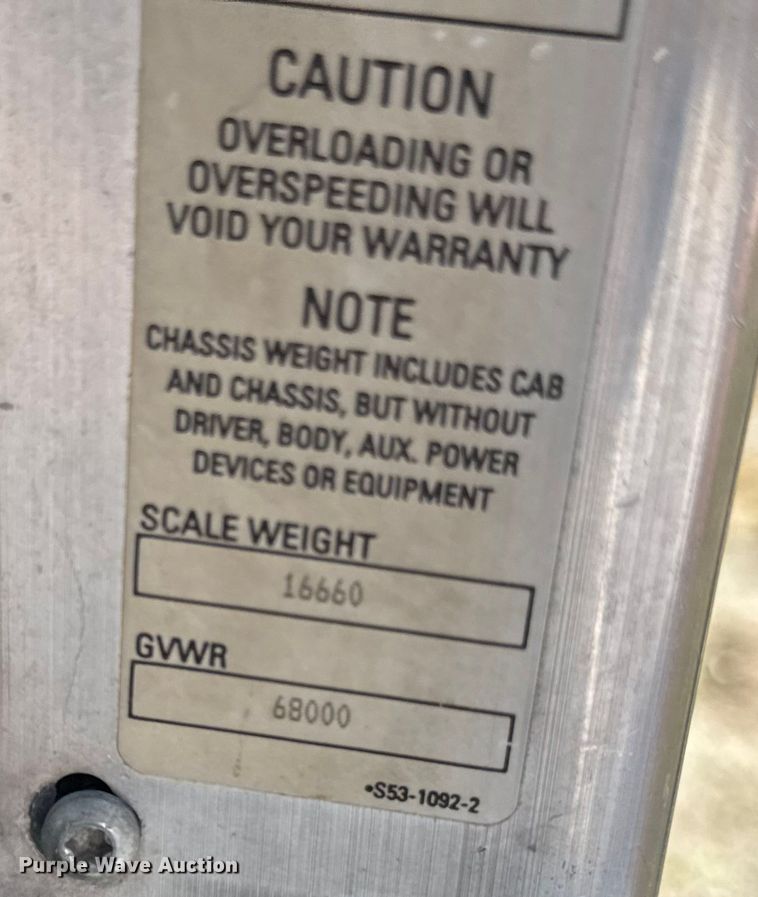 CAUTION
OVERLOADING OR
OVERSPEEDING WILL
VOID YOUR WARRANTY
NOTE
CHASSIS WEIGHT INCLUDES CAB
AND CHASSIS, BUT WITHOUT
DRIVER, BODY, AUX. POWER
DEVICES OR EQUIPMENT
SCALE WEIGHT
16660
GVWR
68000
•S53-1092-2
Purple Wave Auction